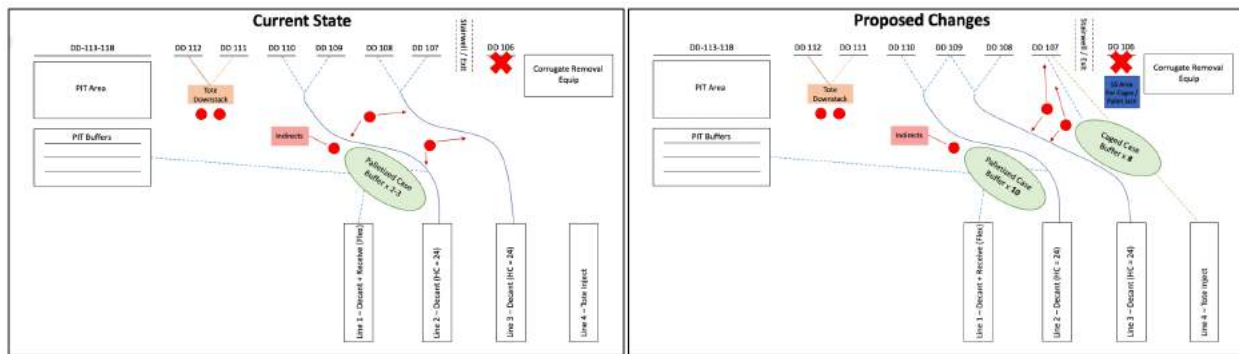 Current State
DD-113-118
DD 112
DD 111
DD 110
DD 109
DD 108
DD 107
Stairwell / Exit
DD 106
PIT Area
Tote
Downstack
Corrugate Removal
Equip
PIT Buffers
Indirects
Palletized Case
Buffer x 2-3
Line 1 – Decant + Receive (Flex)
Line 2 – Decant (HC = 24)
Line 3 – Decant (HC = 24)
Line 4 – Tote Inject
Proposed Changes
DD-113-118
DD 112
DD 111
DD 110
DD 109
DD 108
DD 107
Stairwell / Exit
DD 106
PIT Area
Tote
Downstack
Corrugate Removal
Equip
Area
PIT Buffers
Indirects
Caged Case
Buffer x 8
Palletized Case
Buffer x 10
Line 1 – Decant + Receive (Flex)
Line 2 – Decant (HC = 24)
Line 3 – Decant (HC = 24)
Line 4 – Tote Inject